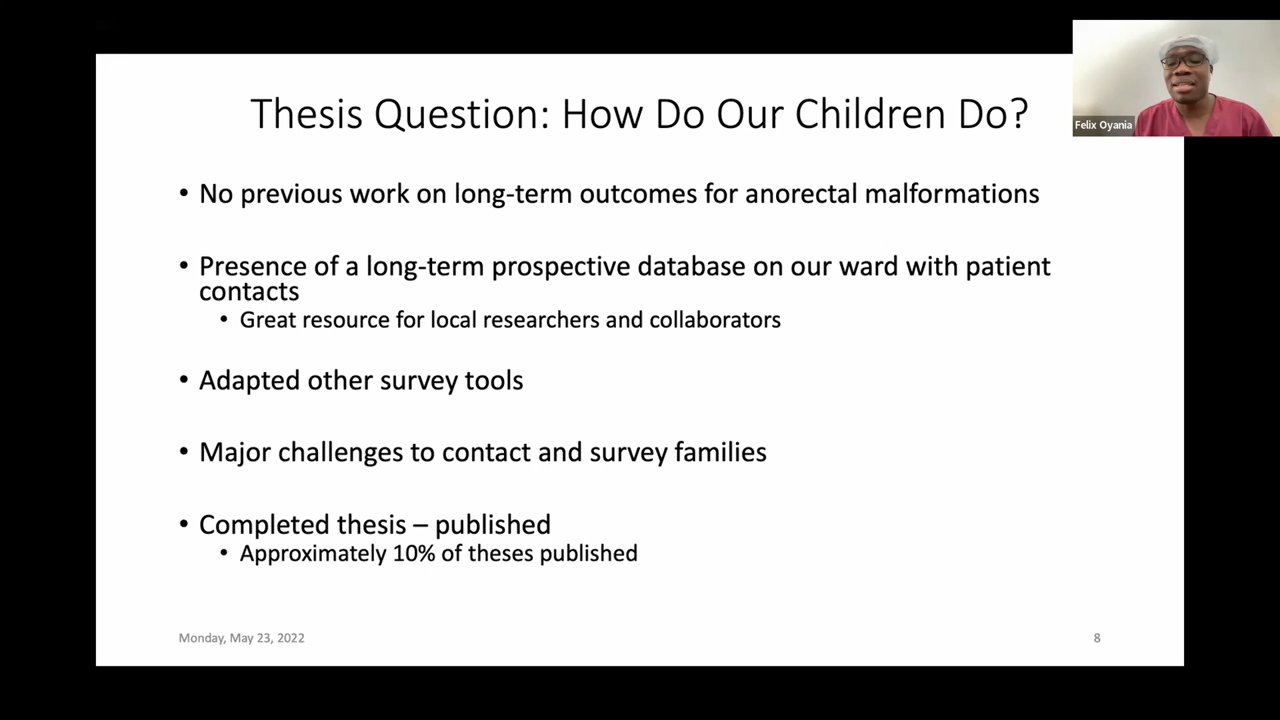 Thesis Question: How Do Our Children Do?
Felix Oyania
• No previous work on long-term outcomes for anorectal malformations
• Presence of a long-term prospective database on our ward with patient
contacts
• Great resource for local researchers and collaborators
• Adapted other survey tools
• Major challenges to contact and survey families
• Completed thesis – published
• Approximately 10% of theses published
Monday, May 23, 2022
8